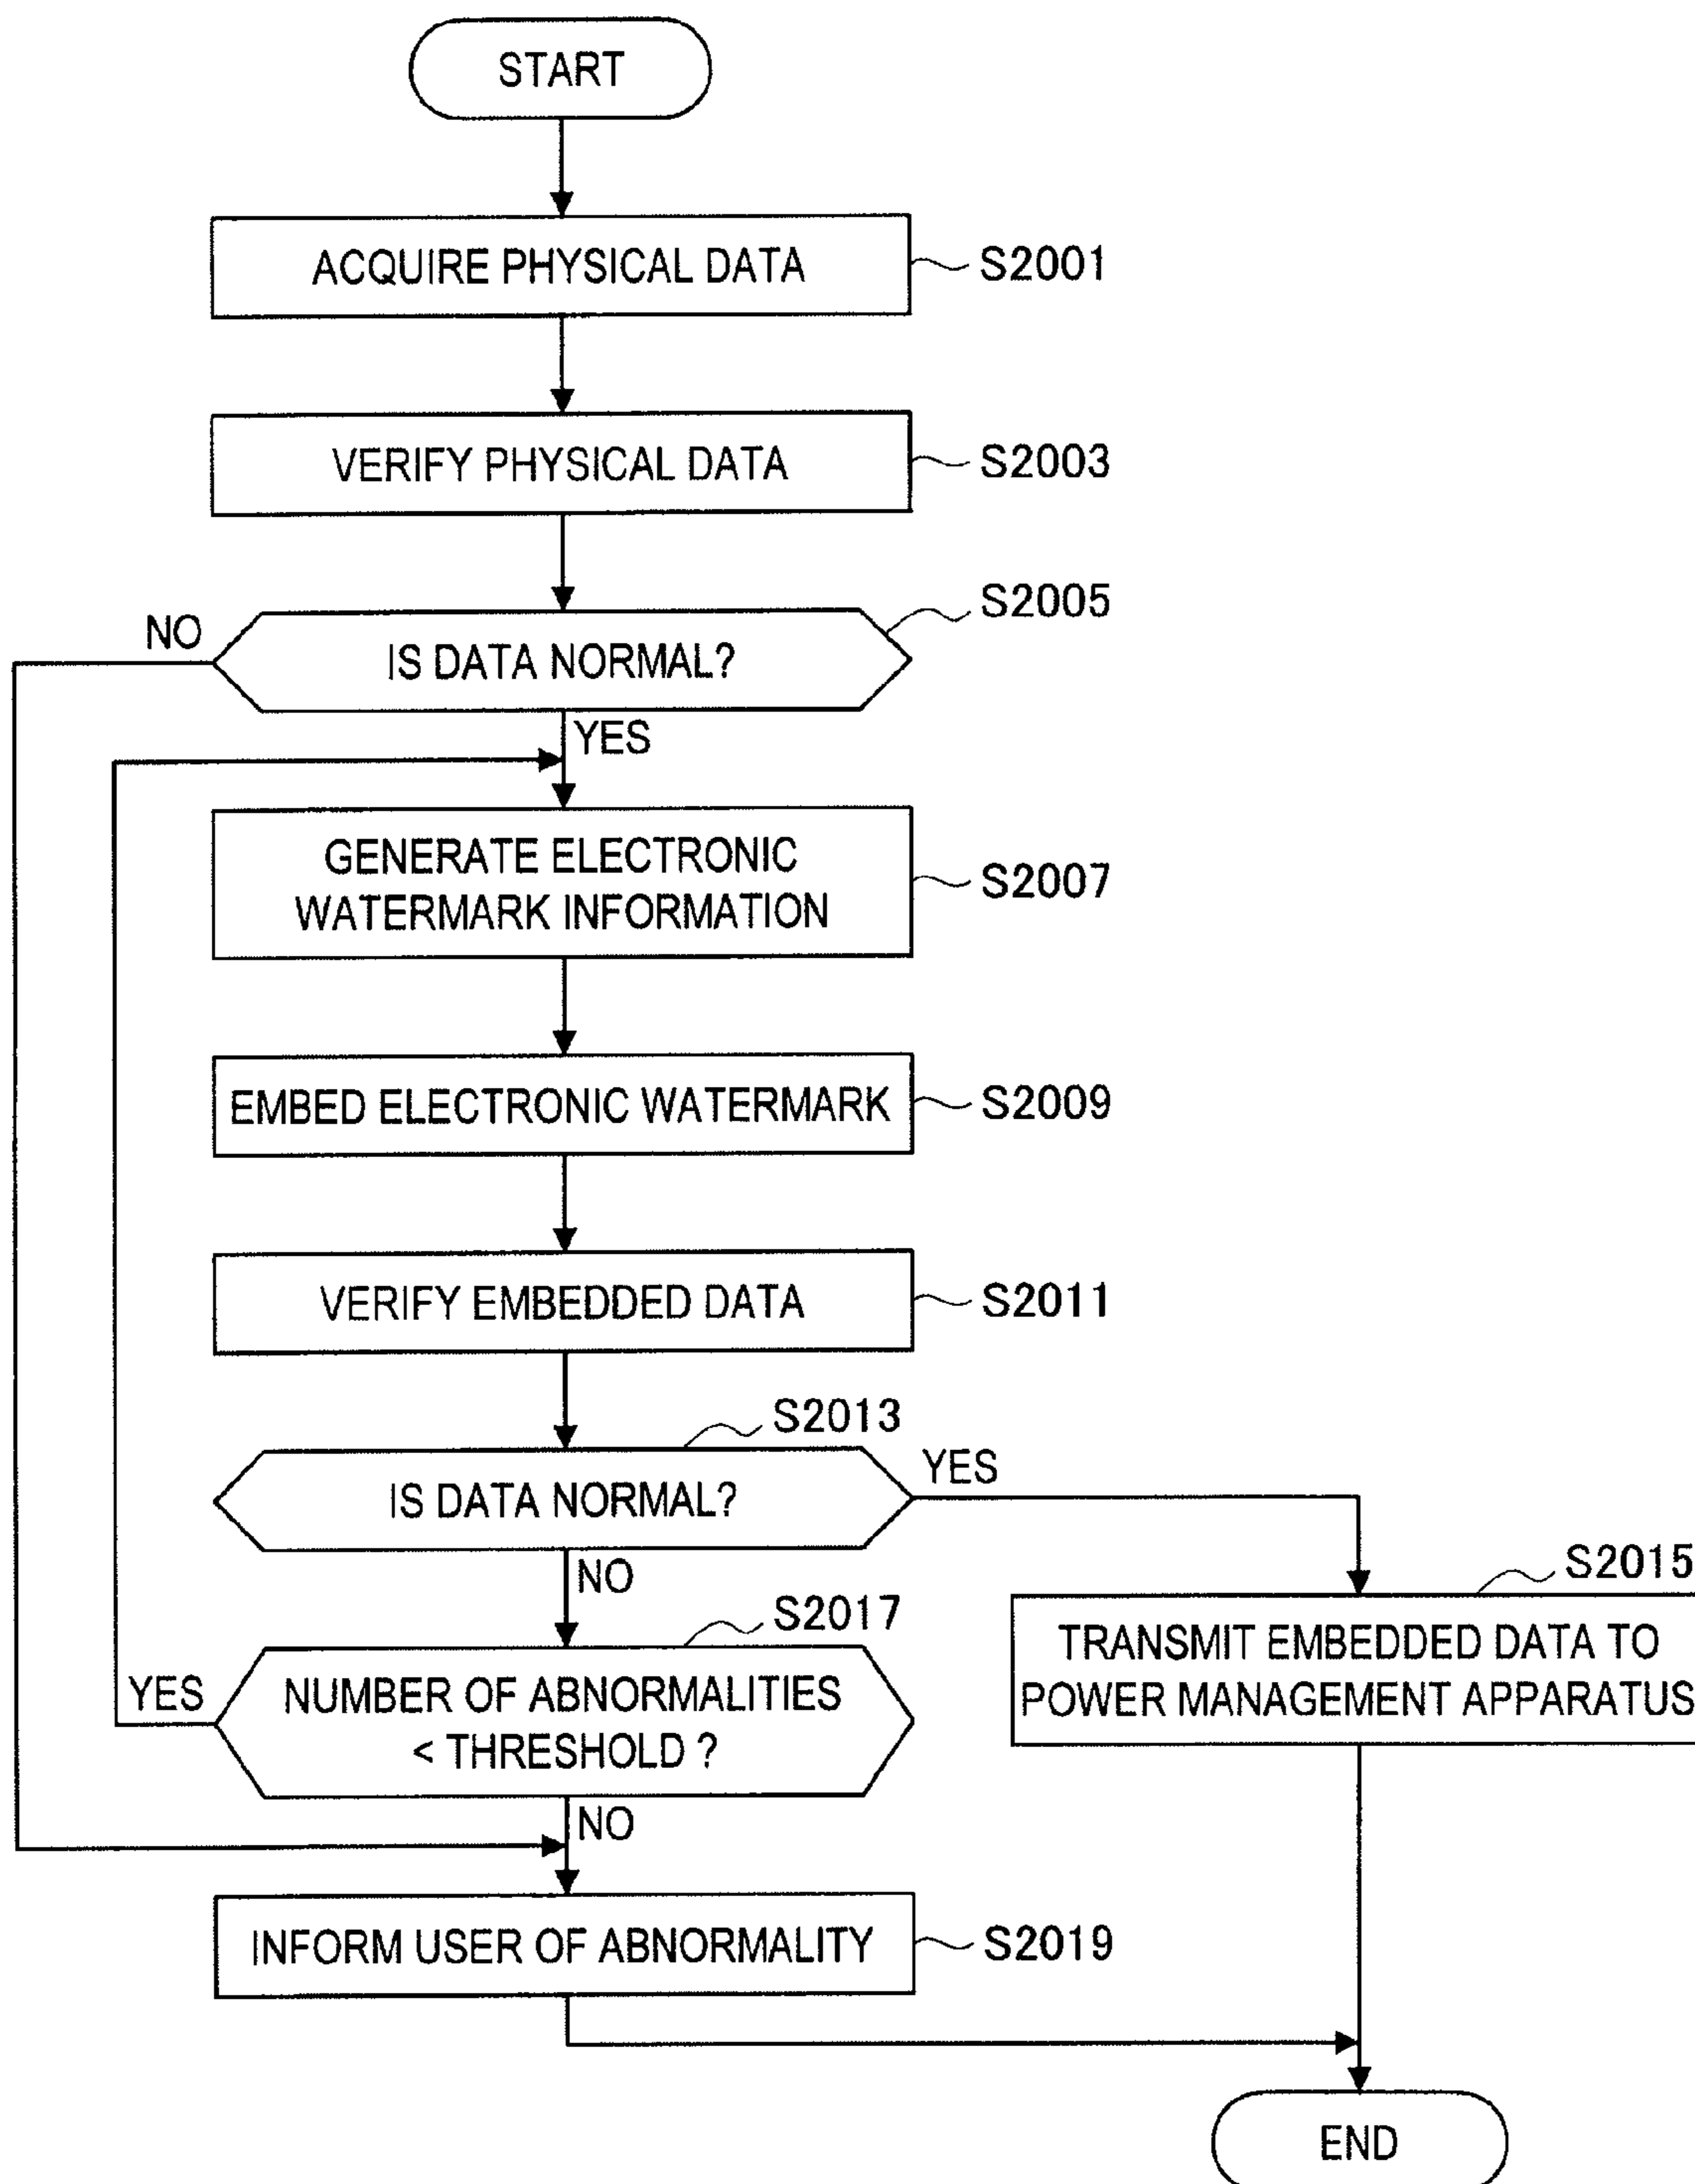 START
ACQUIRE PHYSICAL DATA
S2001
VERIFY PHYSICAL DATA
S2003
S2005
NO
IS DATA NORMAL?
YES
GENERATE ELECTRONIC
WATERMARK INFORMATION
S2007
EMBED ELECTRONIC WATERMARK
S2009
VERIFY EMBEDDED DATA
S2011
S2013
IS DATA NORMAL?
YES
NO
S2015
TRANSMIT EMBEDDED DATA TO
POWER MANAGEMENT APPARATUS
S2017
YES
NUMBER OF ABNORMALITIES
< THRESHOLD ?
NO
INFORM USER OF ABNORMALITY
S2019
END